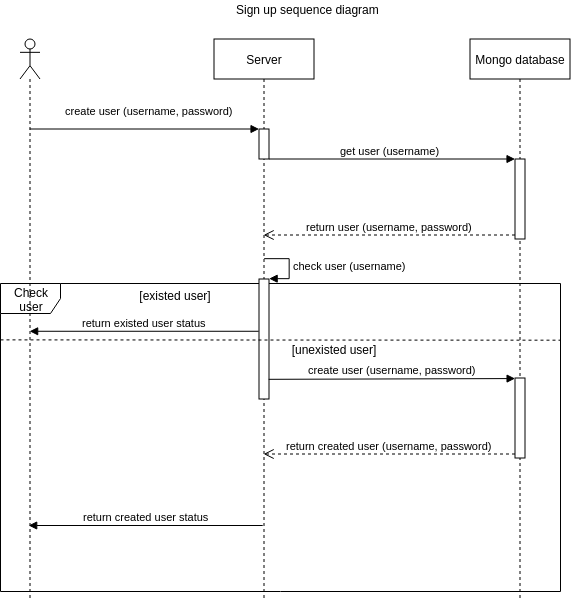 Sign up sequence diagram
Server
Mongo database
create user (username, password)
get user (username)
return user (username, password)
check user (username)
Check
user
[existed user]
return existed user status
[unexisted user]
create user (username, password)
return created user (username, password)
return created user status